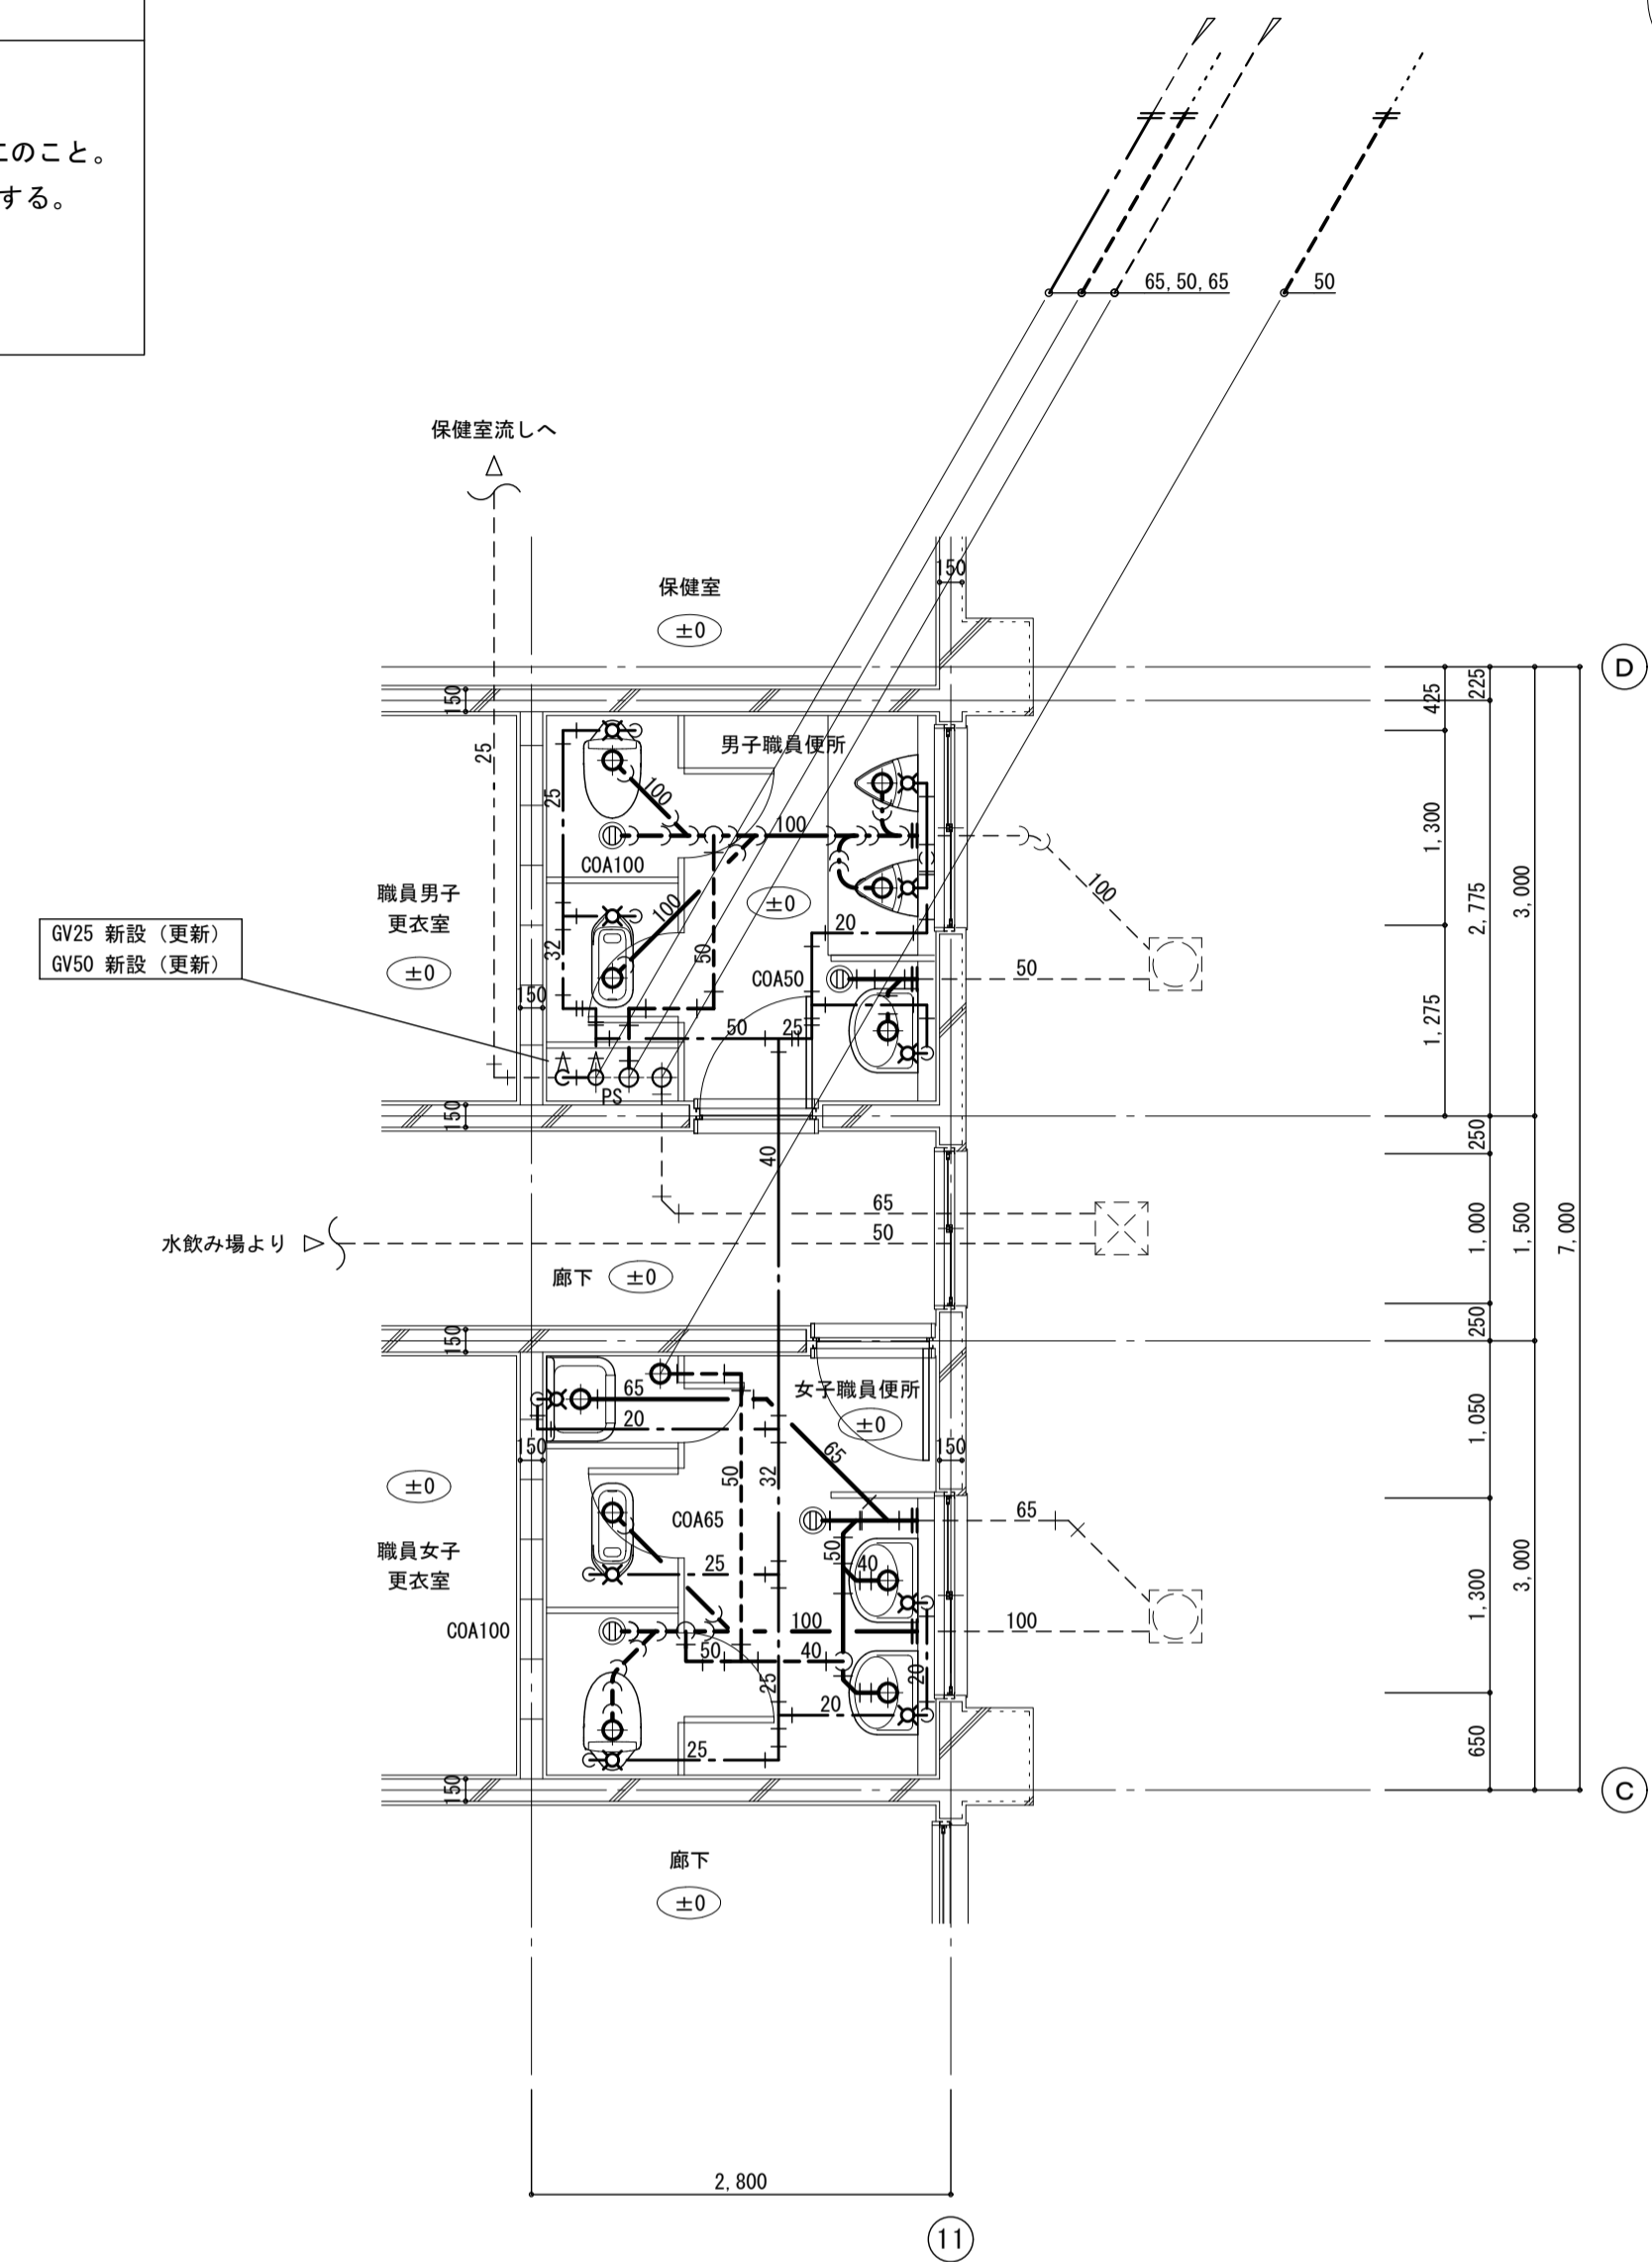 このこと。
する。
65, 50, 65
50
保健室流しへ
150
保健室
±0
D
150
425
225
25
男子職員便所
25
100
100
COA100
1,300
3,000
職員男子
更衣室
±0
100
±0
100
2,775
GV25 新設（更新）
GV50 新設（更新）
32
50
20
COA50
50
150
1,275
50
25
PS
150
250
40
65
1,000
1,500
7,000
水飲み場より
50
廊下
±0
150
250
65
女子職員便所
20
±0
1,050
150
65
150
±0
50
32
COA65
65
50
40
職員女子
更衣室
25
1,300
3,000
COA100
100
100
50
40
25
20
20
25
650
150
C
廊下
±0
2,800
11